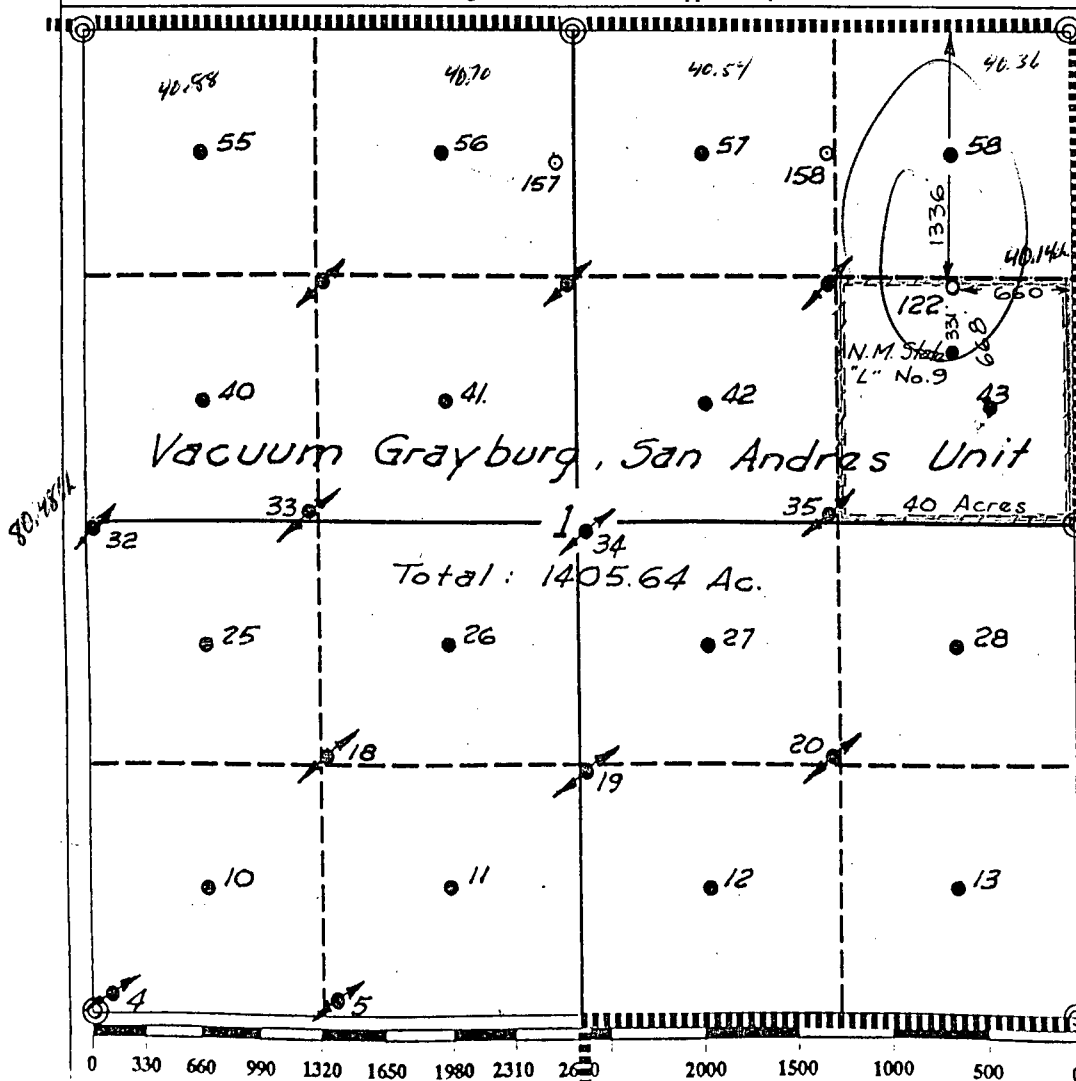 40.88 40.70 40.54 40.36
55 56 57 58
157 158
1336
40.14
122 660
331
668
N.M. State
"L" No.9
40 41. 42 43
Vacuum Grayburg, San Andres Unit
33 35 40 Acres
32 1 34
Total: 1405.64 Ac.
25 26 27 28
18 20
19
10 11 12 13
4 5
0 330 660 990 1320 1650 1980 2310 2000 1500 1000 500